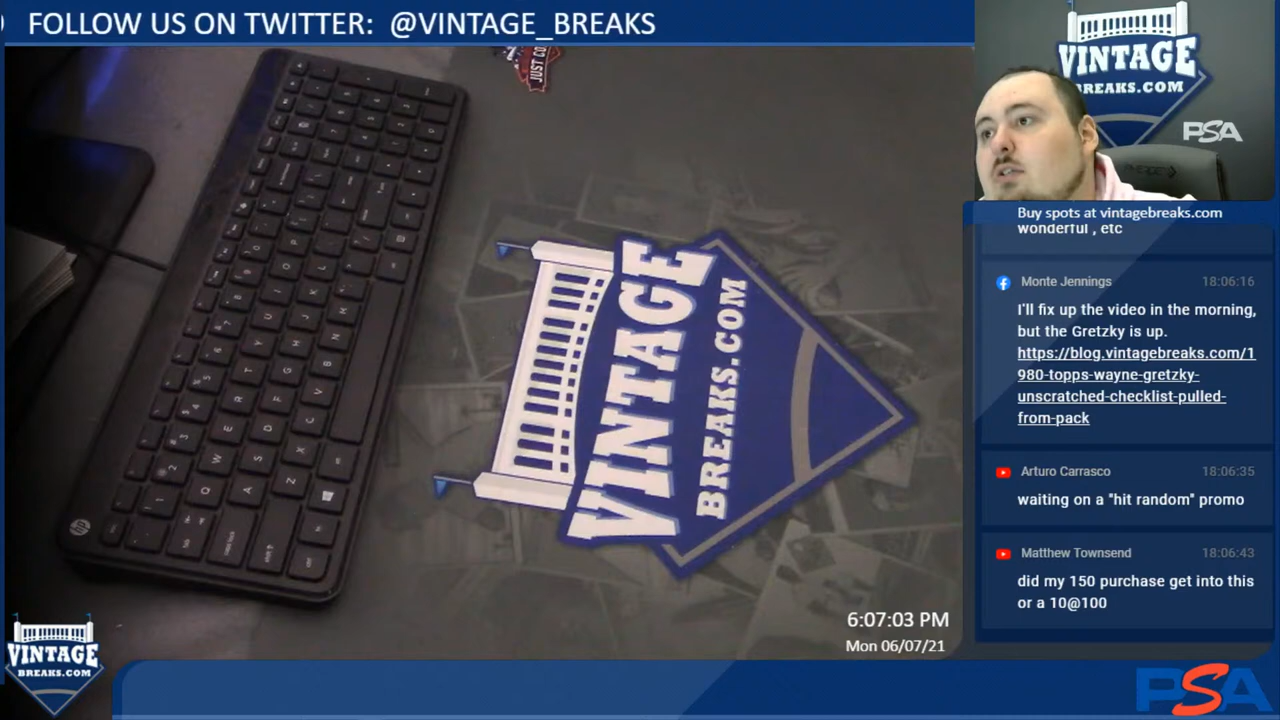 FOLLOW US ON TWITTER: @VINTAGE_BREAKS
JUST CO
VINTAGE
BREAKS.COM
PSA
Buy spots at vintagebreaks.com
wonderful , etc
Monte Jennings 18:06:16
I'll fix up the video in the morning,
but the Gretzky is up.
https://blog.vintagebreaks.com/1
980-topps-wayne-gretzky-
unscratched-checklist-pulled-
from-pack
Arturo Carrasco 18:06:35
waiting on a "hit random" promo
Matthew Townsend 18:06:43
did my 150 purchase get into this
or a 10@100
VINTAGE
BREAKS.COM
6:07:03 PM
Mon 06/07/21
VINTAGE
BREAKS.COM
PSA
hp